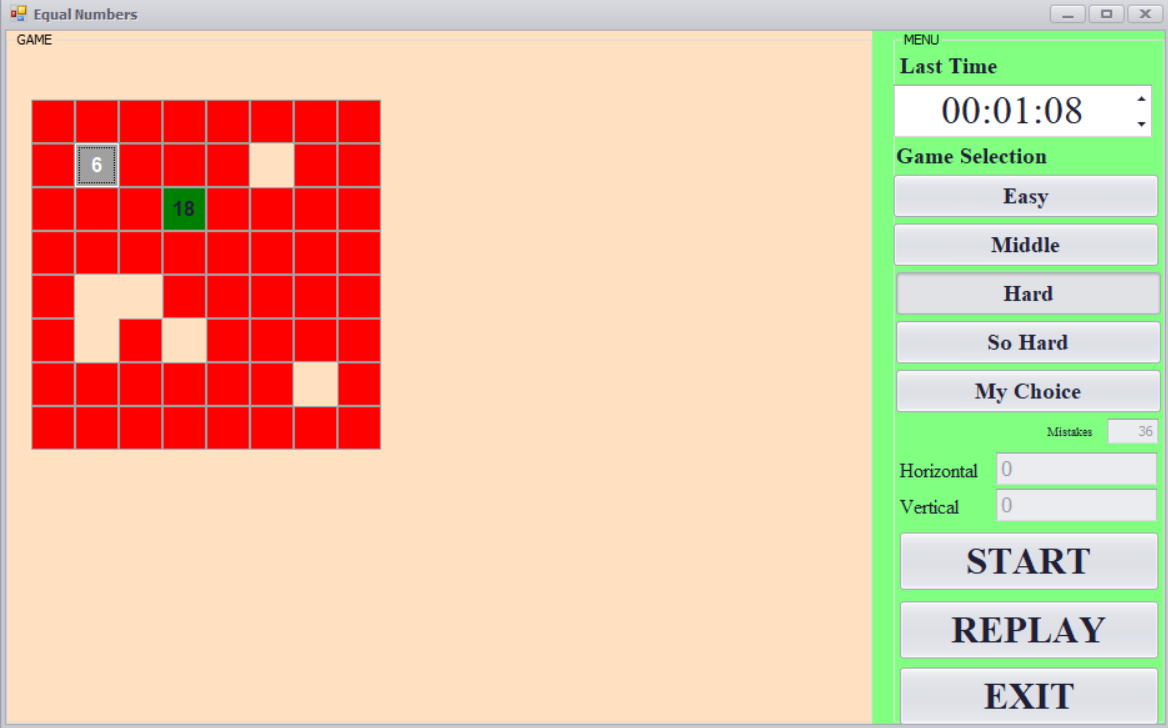 Equal Numbers
GAME
6
18
MENU
Last Time
00:01:08
Game Selection
Easy
Middle
Hard
So Hard
My Choice
Mistakes 36
Horizontal 0
Vertical 0
START
REPLAY
EXIT